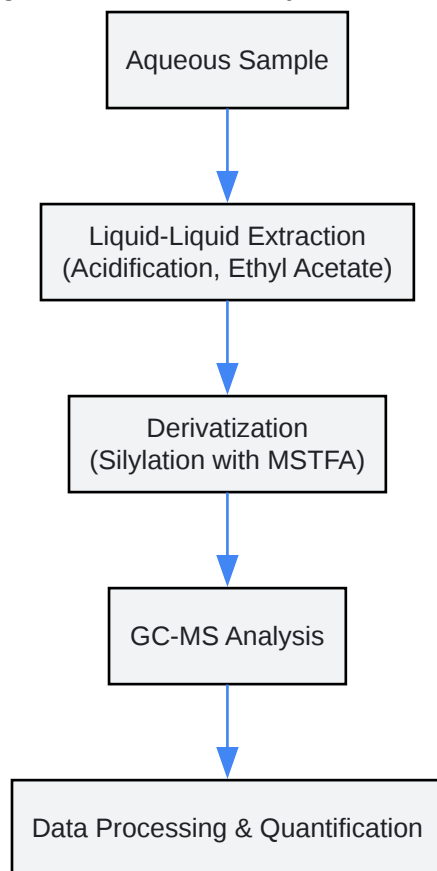 Aqueous Sample
Liquid-Liquid Extraction
(Acidification, Ethyl Acetate)
Derivatization
(Silylation with MSTFA)
GC-MS Analysis
Data Processing & Quantification